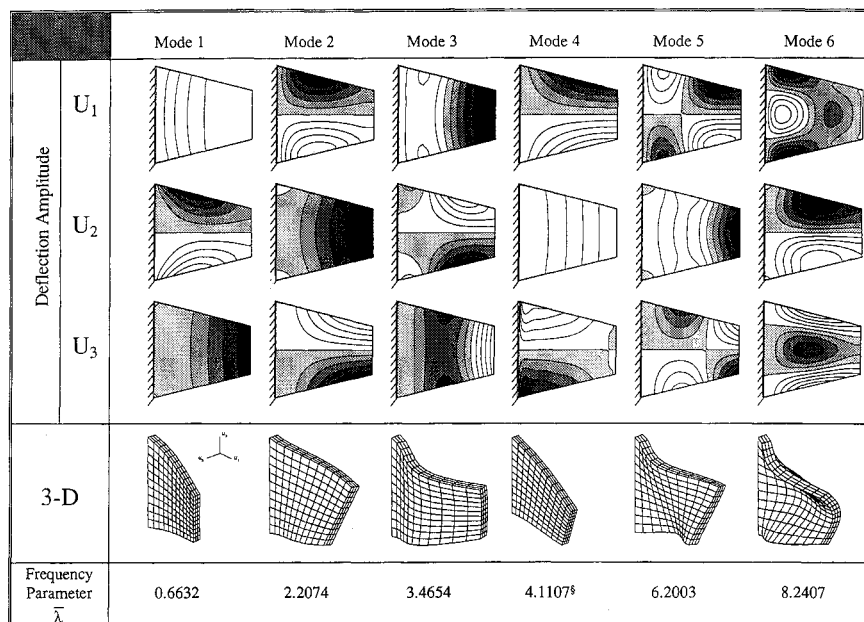 Mode 1 Mode 2 Mode 3 Mode 4 Mode 5 Mode 6
Deflection Amplitude
U₁
U₂
U₃
3-D
Frequency
Parameter
λ̅
0.6632 2.2074 3.4654 4.1107§ 6.2003 8.2407